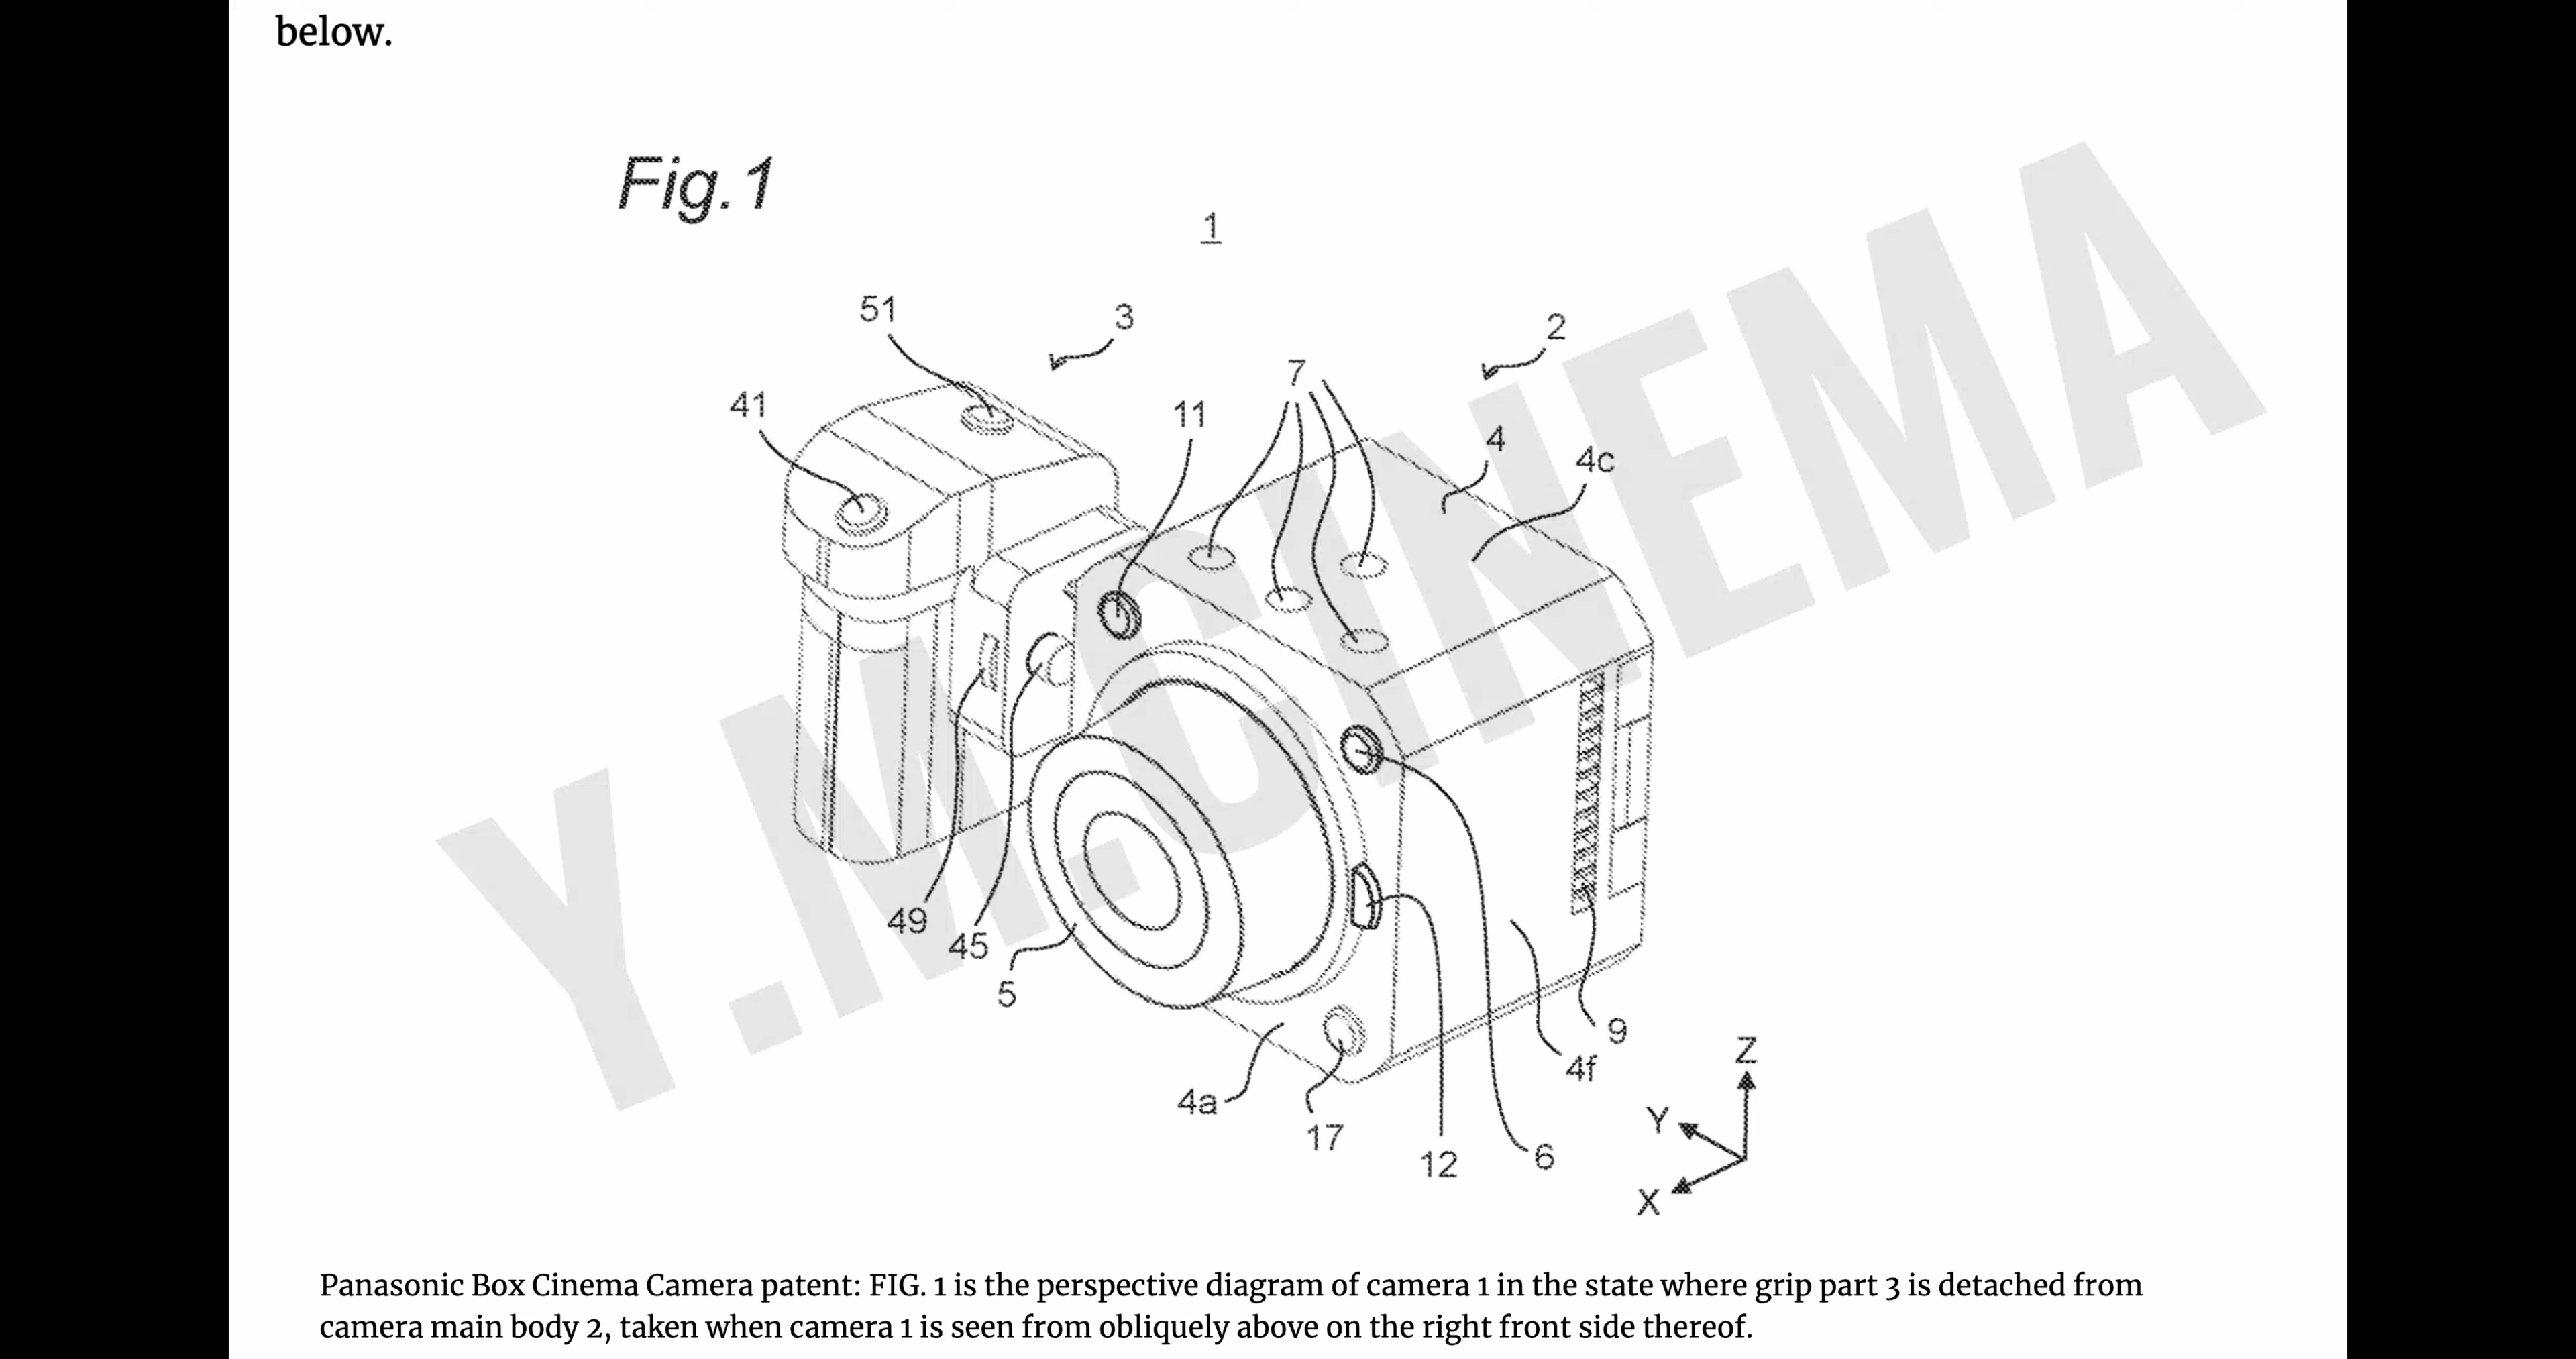 below.
Fig.1
1
51
3
2
7
41
11
4
4c
49
45
5
9
4f
Z
4a
17
Y
12
6
X
Y.M.CINEMA
Panasonic Box Cinema Camera patent: FIG. 1 is the perspective diagram of camera 1 in the state where grip part 3 is detached from
camera main body 2, taken when camera 1 is seen from obliquely above on the right front side thereof.